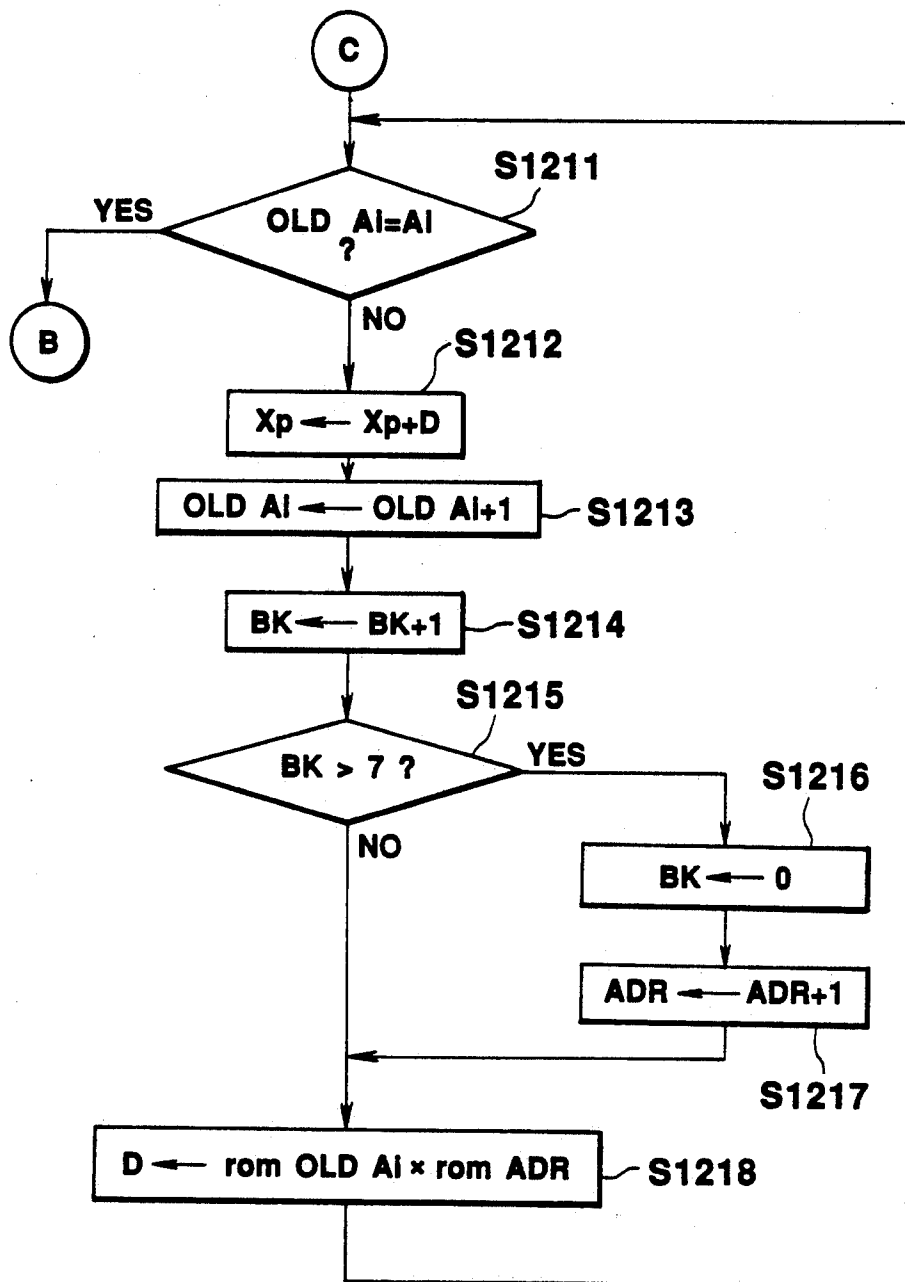 C
S1211
YES
OLD Ai=Ai
?
B
NO
S1212
Xp ← Xp+D
OLD Ai ← OLD Ai+1
S1213
BK ← BK+1
S1214
S1215
BK > 7 ?
YES
S1216
NO
BK ← 0
ADR ← ADR+1
S1217
D ← rom OLD Ai × rom ADR
S1218